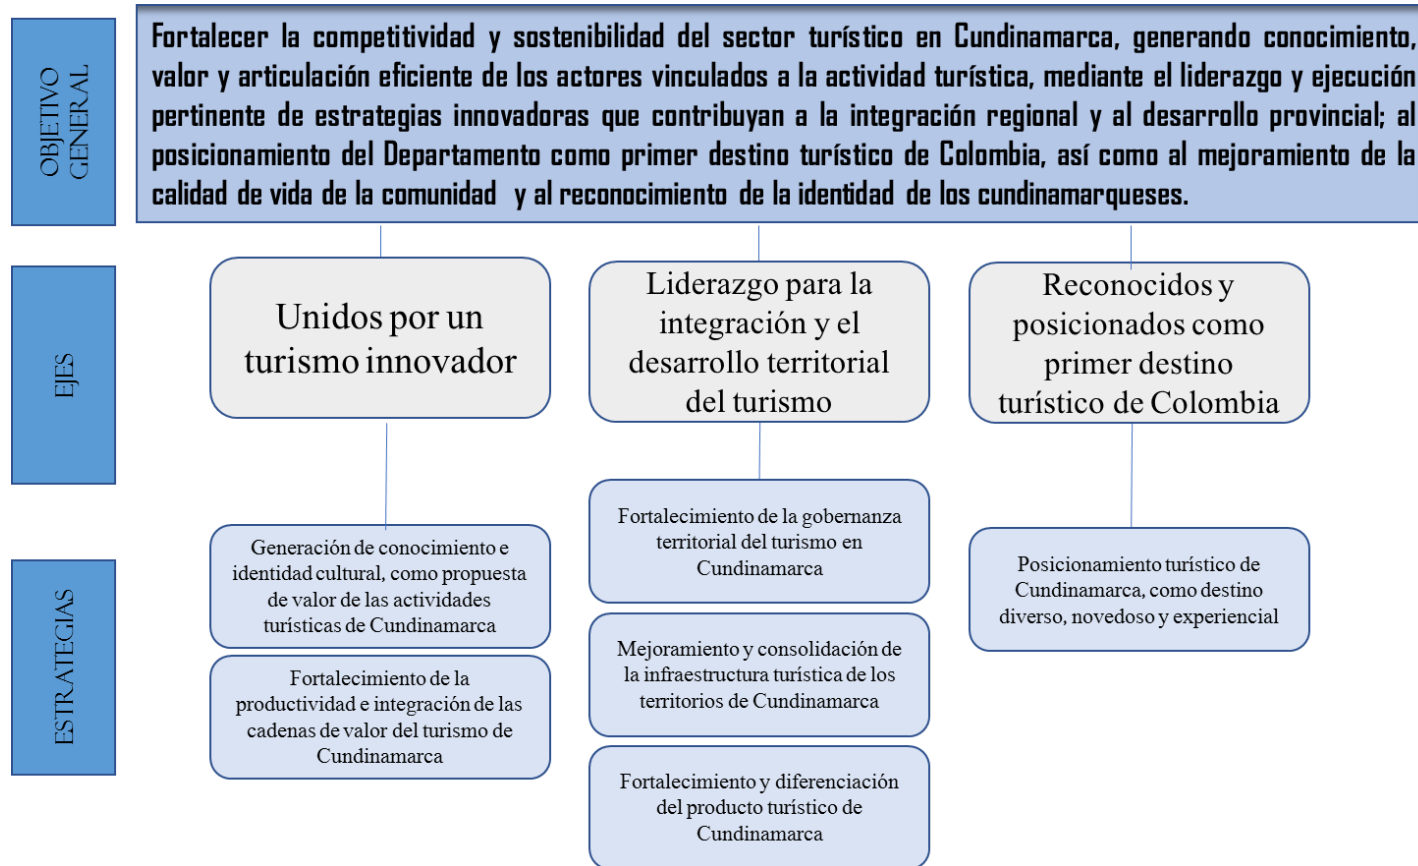 OBJETIVO
GENERAL
Fortalecer la competitividad y sostenibilidad del sector turístico en Cundinamarca, generando conocimiento,
valor y articulación eficiente de los actores vinculados a la actividad turística, mediante el liderazgo y ejecución
pertinente de estrategias innovadoras que contribuyan a la integración regional y al desarrollo provincial; al
posicionamiento del Departamento como primer destino turístico de Colombia, así como al mejoramiento de la
calidad de vida de la comunidad y al reconocimiento de la identidad de los cundinamarqueses.
EJES
Unidos por un
turismo innovador
Liderazgo para la
integración y el
desarrollo territorial
del turismo
Reconocidos y
posicionados como
primer destino
turístico de Colombia
ESTRATEGIAS
Generación de conocimiento e
identidad cultural, como propuesta
de valor de las actividades
turísticas de Cundinamarca
Fortalecimiento de la
productividad e integración de las
cadenas de valor del turismo de
Cundinamarca
Fortalecimiento de la gobernanza
territorial del turismo en
Cundinamarca
Mejoramiento y consolidación de
la infraestructura turística de los
territorios de Cundinamarca
Fortalecimiento y diferenciación
del producto turístico de
Cundinamarca
Posicionamiento turístico de
Cundinamarca, como destino
diverso, novedoso y experiencial